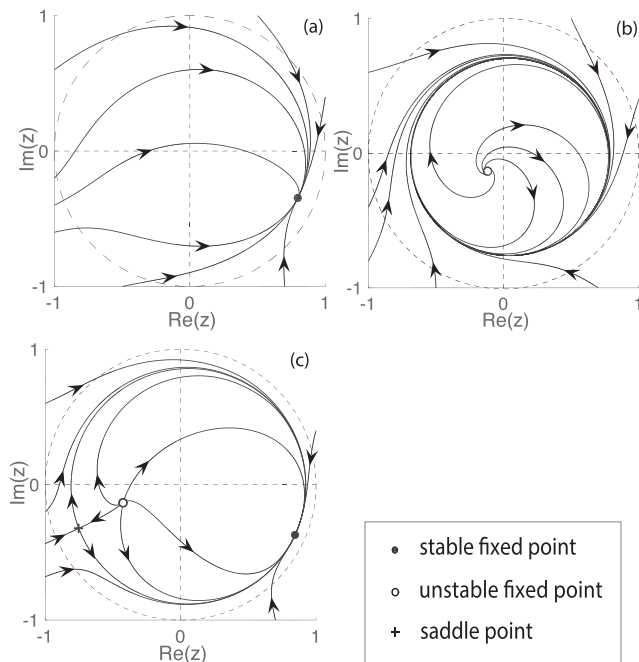 (a)
1
0
-1
-1
0
1
Im(z)
Re(z)
(b)
1
0
-1
-1
0
1
Im(z)
Re(z)
(c)
1
0
-1
-1
0
1
Im(z)
Re(z)
stable fixed point
unstable fixed point
saddle point